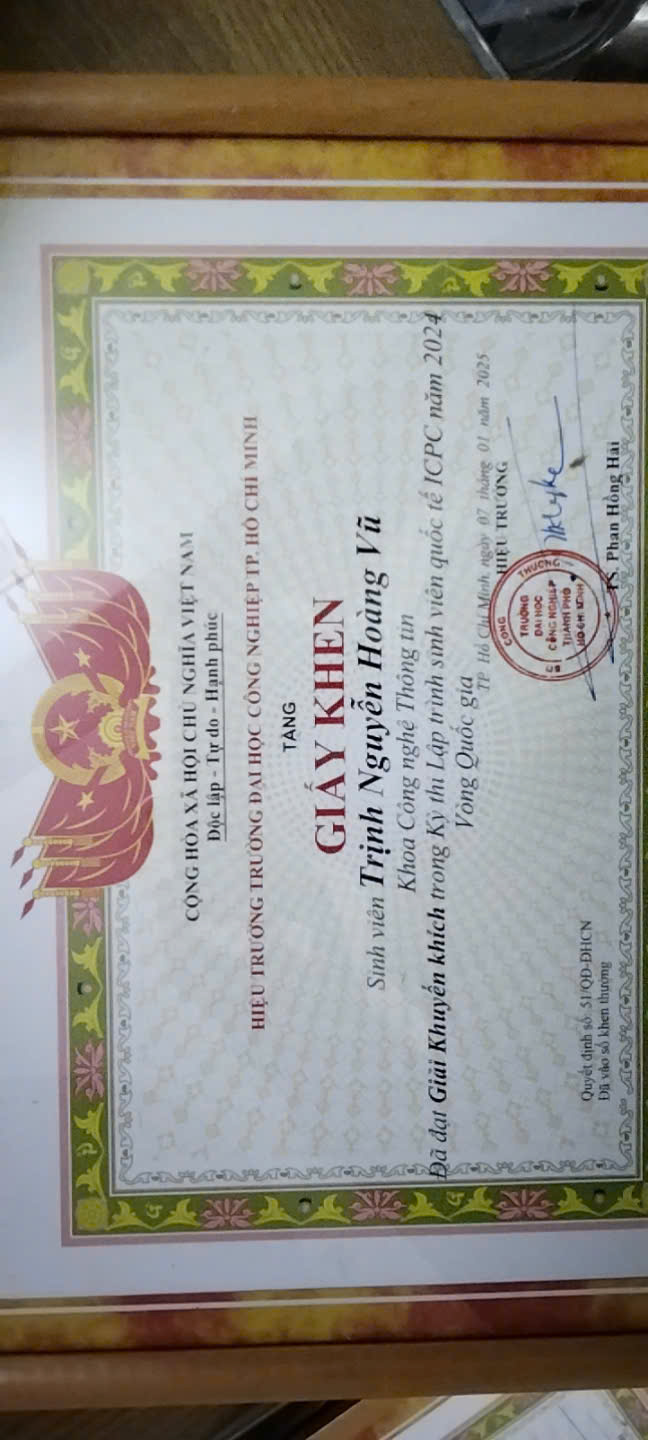 CỘNG HÒA XÃ HỘI CHỦ NGHĨA VIỆT NAM
Độc lập - Tự do - Hạnh phúc
HIỆU TRƯỞNG TRƯỜNG ĐẠI HỌC CÔNG NGHIỆP TP. HỒ CHÍ MINH
TẶNG
GIẤY KHEN
Sinh viên Trịnh Nguyễn Hoàng Vũ
Khoa Công nghệ Thông tin
Đã đạt Giải Khuyến khích trong Kỳ thi Lập trình sinh viên quốc tế ICPC năm 2024
Vòng Quốc gia
TP. Hồ Chí Minh, ngày 07 tháng 01 năm 2025
HIỆU TRƯỞNG
CÔNG THƯƠNG
TRƯỜNG
ĐẠI HỌC
CÔNG NGHIỆP
THÀNH PHỐ
HỒ CHÍ MINH
Quyết định số: 51/QĐ-ĐHCN
Đã vào sổ khen thưởng
TS. Phan Hồng Hải